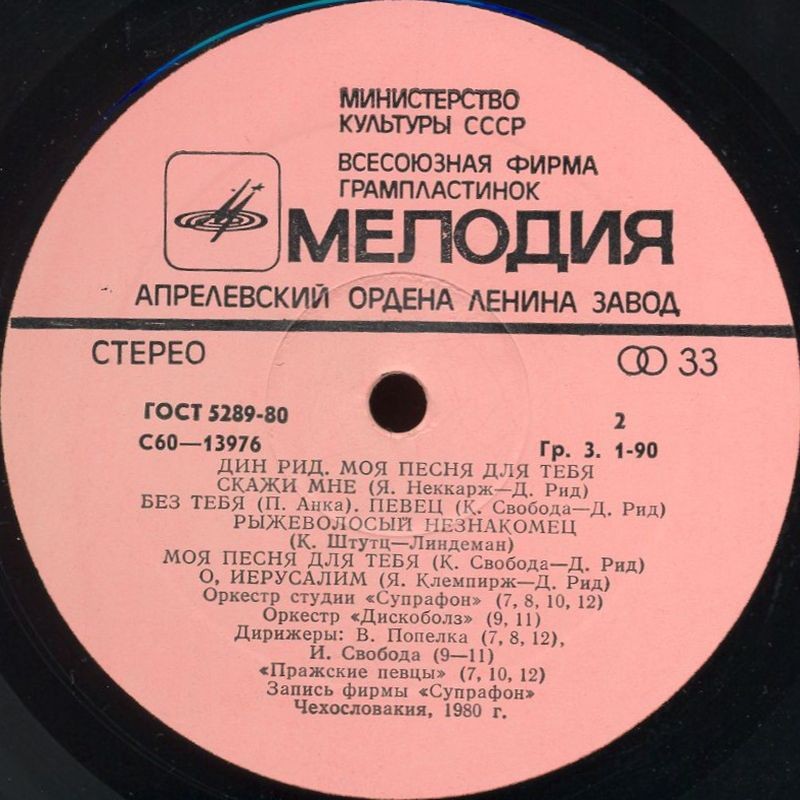 МИНИСТЕРСТВО
КУЛЬТУРЫ СССР
ВСЕСОЮЗНАЯ ФИРМА
ГРАМПЛАСТИНОК
МЕЛОДИЯ
АПРЕЛЕВСКИЙ ОРДЕНА ЛЕНИНА ЗАВОД
СТЕРЕО 33
ГОСТ 5289-80 2
С60—13976 Гр. 3. 1-90
ДИН РИД. МОЯ ПЕСНЯ ДЛЯ ТЕБЯ
СКАЖИ МНЕ (Я. Неккарж—Д. Рид)
БЕЗ ТЕБЯ (П. Анка). ПЕВЕЦ (К. Свобода—Д. Рид)
РЫЖЕВОЛОСЫЙ НЕЗНАКОМЕЦ
(К. Штутц—Линдеман)
МОЯ ПЕСНЯ ДЛЯ ТЕБЯ (К. Свобода—Д. Рид)
О, ИЕРУСАЛИМ (Я. Клемпирж—Д. Рид)
Оркестр студии «Супрафон» (7, 8, 10, 12)
Оркестр «Дискоболз» (9, 11)
Дирижеры: В. Попелка (7, 8, 12),
И. Свобода (9—11)
«Пражские певцы» (7, 10, 12)
Запись фирмы «Супрафон»
Чехословакия, 1980 г.